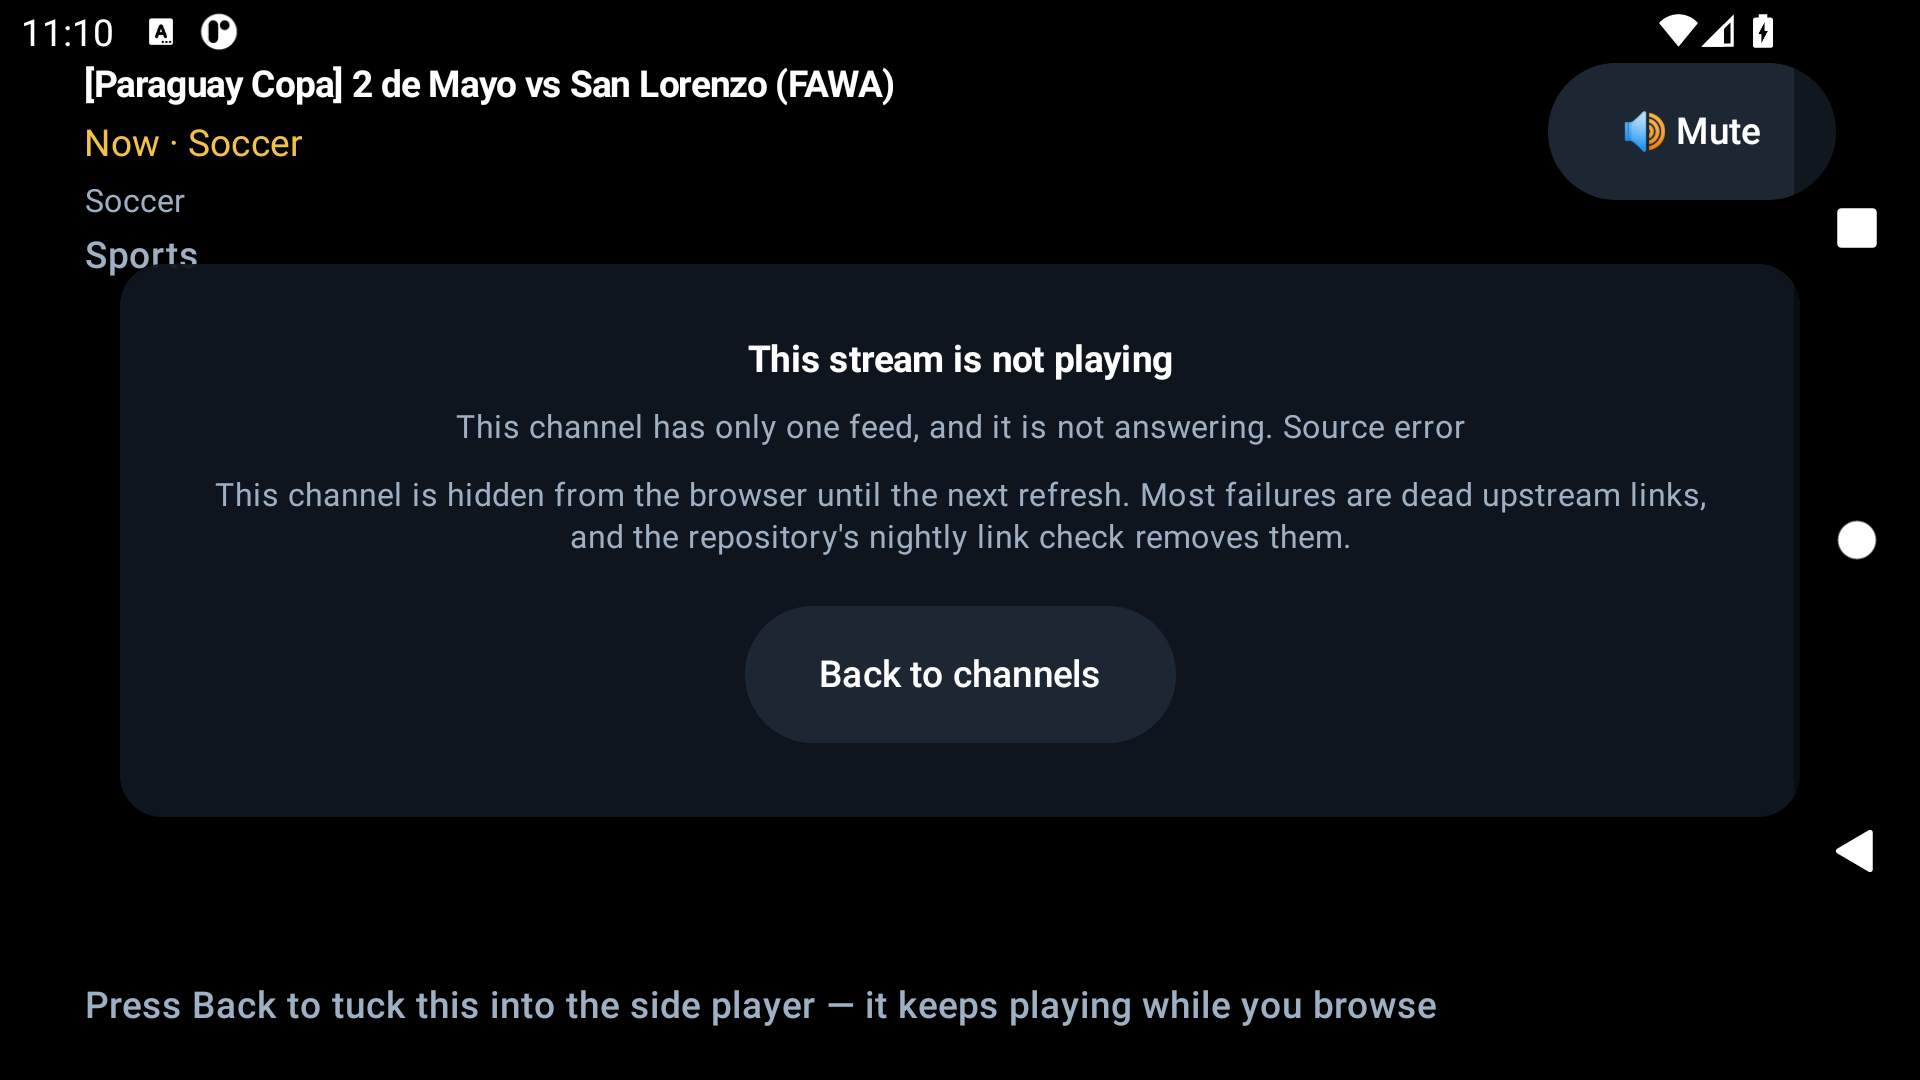 11:10
[Paraguay Copa] 2 de Mayo vs San Lorenzo (FAWA)
Now · Soccer
Soccer
Sports
Mute
This stream is not playing
This channel has only one feed, and it is not answering. Source error
This channel is hidden from the browser until the next refresh. Most failures are dead upstream links,
and the repository's nightly link check removes them.
Back to channels
Press Back to tuck this into the side player — it keeps playing while you browse